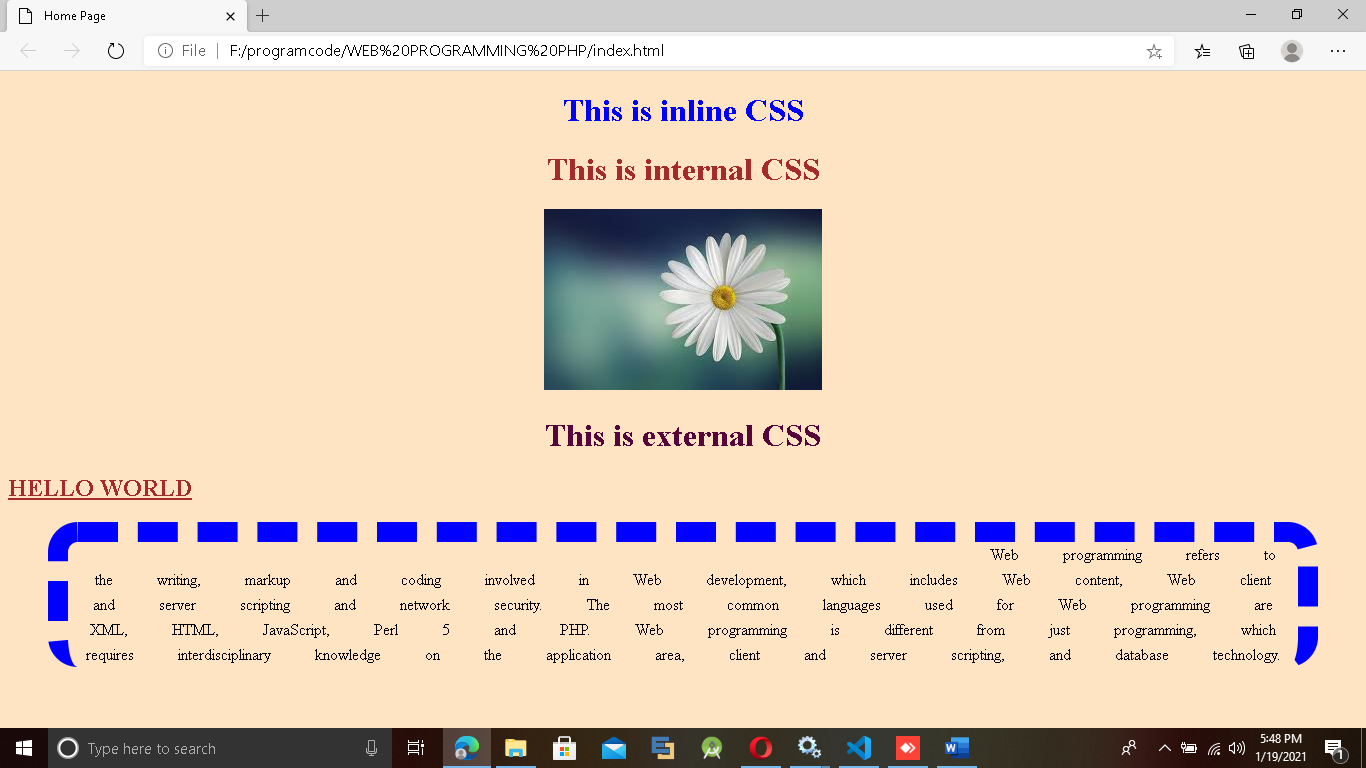 Home Page
File | F:/programcode/WEB%20PROGRAMMING%20PHP/index.html
This is inline CSS
This is internal CSS
This is external CSS
HELLO WORLD
Web programming refers to
the writing, markup and coding involved in Web development, which includes Web content, Web client
and server scripting and network security. The most common languages used for Web programming are
XML, HTML, JavaScript, Perl 5 and PHP. Web programming is different from just programming, which
requires interdisciplinary knowledge on the application area, client and server scripting, and database technology.
Type here to search
5:48 PM
1/19/2021
1